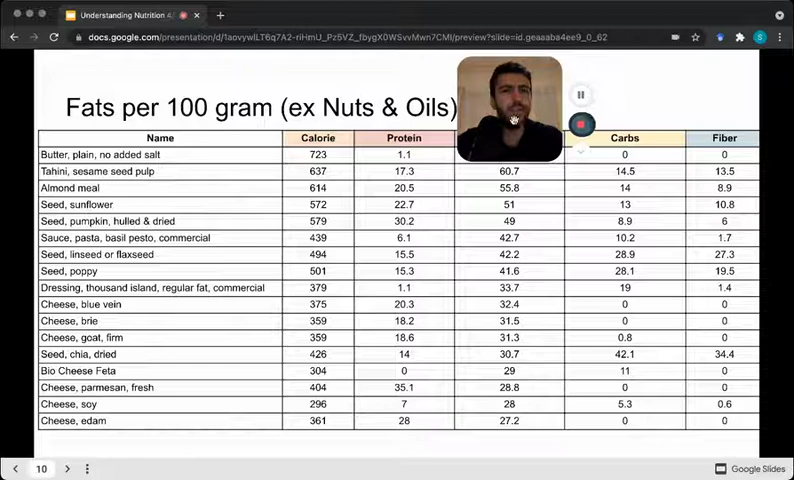 Understanding Nutrition 4/
docs.google.com/presentation/d/1aovywlLT6q7A2-riHmU_Pz5VZ_fbygX0WSvvMwn7CMI/preview?slide=id.geaaaba4ee9_0_62
S
Fats per 100 gram (ex Nuts & Oils)
Name Calorie Protein Carbs Fiber
Butter, plain, no added salt 723 1.1 0 0
Tahini, sesame seed pulp 637 17.3 60.7 14.5 13.5
Almond meal 614 20.5 55.8 14 8.9
Seed, sunflower 572 22.7 51 13 10.8
Seed, pumpkin, hulled & dried 579 30.2 49 8.9 6
Sauce, pasta, basil pesto, commercial 439 6.1 42.7 10.2 1.7
Seed, linseed or flaxseed 494 15.5 42.2 28.9 27.3
Seed, poppy 501 15.3 41.6 28.1 19.5
Dressing, thousand island, regular fat, commercial 379 1.1 33.7 19 1.4
Cheese, blue vein 375 20.3 32.4 0 0
Cheese, brie 359 18.2 31.5 0 0
Cheese, goat, firm 359 18.6 31.3 0.8 0
Seed, chia, dried 426 14 30.7 42.1 34.4
Bio Cheese Feta 304 0 29 11 0
Cheese, parmesan, fresh 404 35.1 28.8 0 0
Cheese, soy 296 7 28 5.3 0.6
Cheese, edam 361 28 27.2 0 0
10
Google Slides